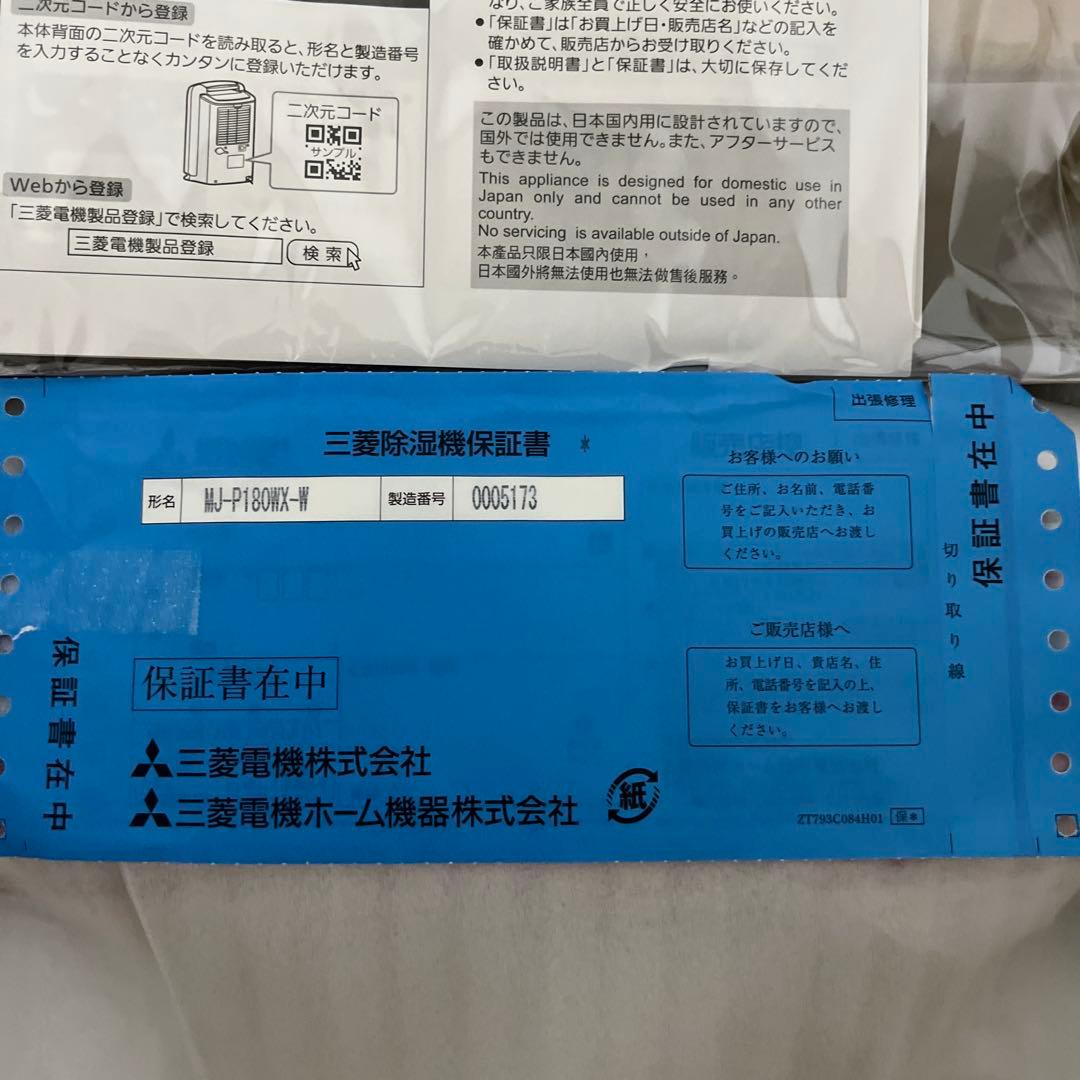 二次元コードから登録
本体背面の二次元コードを読み取ると、形名と製造番号
を入力することなくカンタンに登録いただけます。
二次元コード
サンプル
Webから登録
「三菱電機製品登録」で検索してください。
三菱電機製品登録
検索
なり、ご家族全員で正しく安全にお使いください。
●「保証書」は「お買上げ日・販売店名」などの記入を
確かめて、販売店からお受け取りください。
●「取扱説明書」と「保証書」は、大切に保存してくだ
さい。
この製品は、日本国内用に設計されていますので、
国外では使用できません。また、アフターサービス
もできません。
This appliance is designed for domestic use in
Japan only and cannot be used in any other
country.
No servicing is available outside of Japan.
本產品只限日本國內使用，
日本國外將無法使用也無法做售後服務。
出張修理
三菱除湿機保証書 *
形名 MJ-P180WX-W 製造番号 0005173
お客様へのお願い
ご住所、お名前、電話番
号をご記入いただき、お
買上げの販売店へお渡し
ください。
ご販売店様へ
お買上げ日、貴店名、住
所、電話番号を記入の上、
保証書をお客様へお渡し
ください。
切り取り線
保証書在中
保証書在中
保証書在中
三菱電機株式会社
三菱電機ホーム機器株式会社
紙
ZT793C084H01 保*